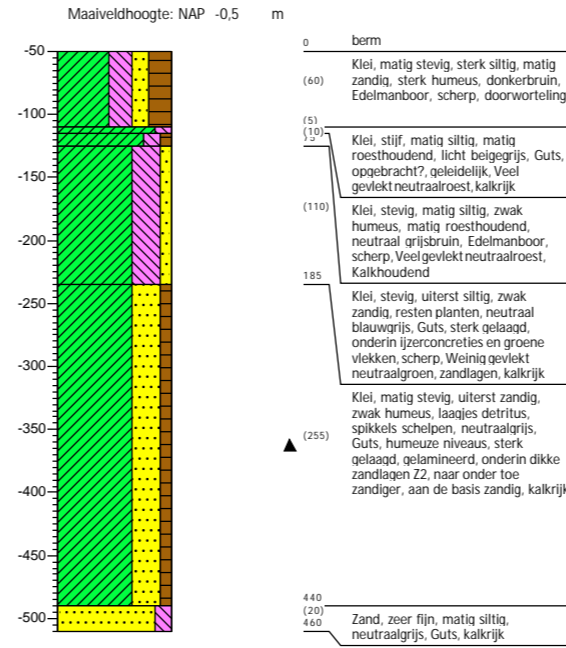 Maaiveldhoogte: NAP -0,5 m
-50
-100
-150
-200
-250
-300
-350
-400
-450
-500
0 berm
(60) Klei, matig stevig, sterk siltig, matig
zandig, sterk humeus, donkerbruin,
Edelmanboor, scherp, doorworteling
(5)
(10) Klei, stijf, matig siltig, matig
roesthoudend, licht beigegrijs, Guts,
opgebracht?, geleidelijk, Veel
gevlekt neutraalroest, kalkrijk
(110) Klei, stevig, matig siltig, zwak
humeus, matig roesthoudend,
neutraal grijsbruin, Edelmanboor,
scherp, Veel gevlekt neutraalroest,
Kalkhoudend
185
Klei, stevig, uiterst siltig, zwak
zandig, resten planten, neutraal
blauwgrijs, Guts, sterk gelaagd,
onderin ijzerconcreties en groene
vlekken, scherp, Weinig gevlekt
neutraalgroen, zandlagen, kalkrijk
(255) Klei, matig stevig, uiterst zandig,
zwak humeus, laagjes detritus,
spikkels schelpen, neutraalgrijs,
Guts, humeuze niveaus, sterk
gelaagd, gelamineerd, onderin dikke
zandlagen Z2, naar onder toe
zandiger, aan de basis zandig, kalkrijk
440
(20)
460
Zand, zeer fijn, matig siltig,
neutraalgrijs, Guts, kalkrijk